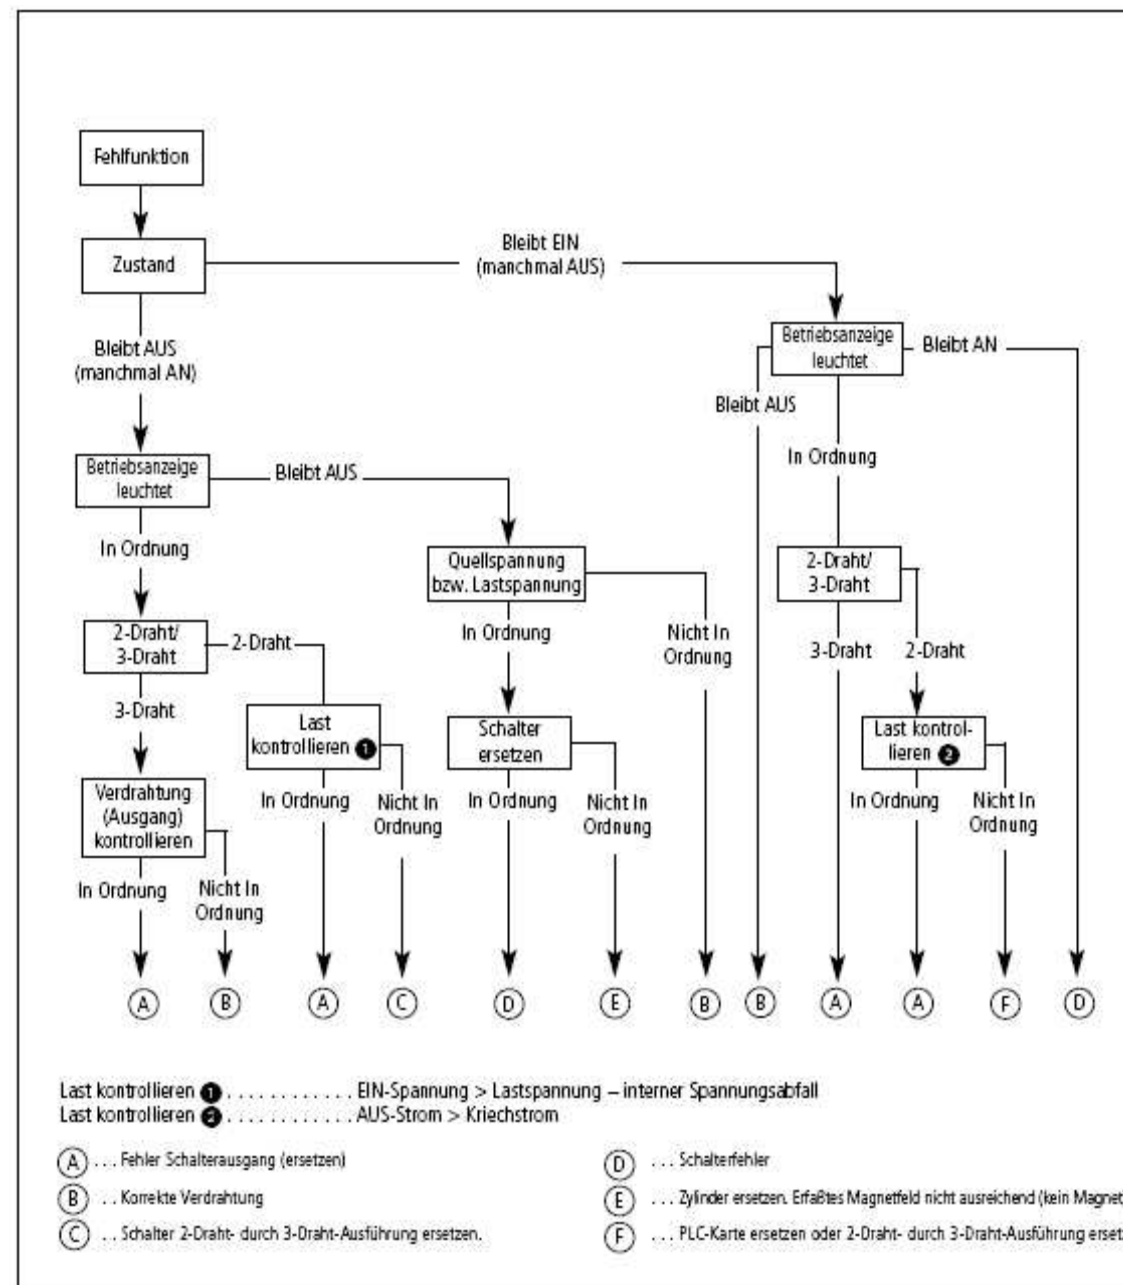 Fehlfunktion
Zustand
Bleibt EIN
(manchmal AUS)
Bleibt AUS
(manchmal AN)
Betriebsanzeige
leuchtet
Bleibt AN
Bleibt AUS
In Ordnung
Betriebsanzeige
leuchtet
Bleibt AUS
In Ordnung
Quellspannung
bzw. Lastspannung
2-Draht/
3-Draht
In Ordnung
Nicht In
Ordnung
3-Draht
2-Draht
2-Draht/
3-Draht
2-Draht
3-Draht
Last
kontrollieren 1
Schalter
ersetzen
Last kontrol-
lieren 2
Verdrahtung
(Ausgang)
kontrollieren
In Ordnung
Nicht In
Ordnung
In Ordnung
Nicht In
Ordnung
In Ordnung
Nicht In
Ordnung
In Ordnung
Nicht In
Ordnung
A B A C D E B B A A F D
Last kontrollieren 1 . . . . . . . . . . . . EIN-Spannung > Lastspannung – interner Spannungsabfall
Last kontrollieren 2 . . . . . . . . . . . . AUS-Strom > Kriechstrom
A . . . Fehler Schalterausgang (ersetzen)
B . . Korrekte Verdrahtung
C . . Schalter 2-Draht- durch 3-Draht-Ausführung ersetzen.
D . . . Schalterfehler
E . . . Zylinder ersetzen. Erfaßtes Magnetfeld nicht ausreichend (kein Magnet
F . . . PLC-Karte ersetzen oder 2-Draht- durch 3-Draht-Ausführung erset